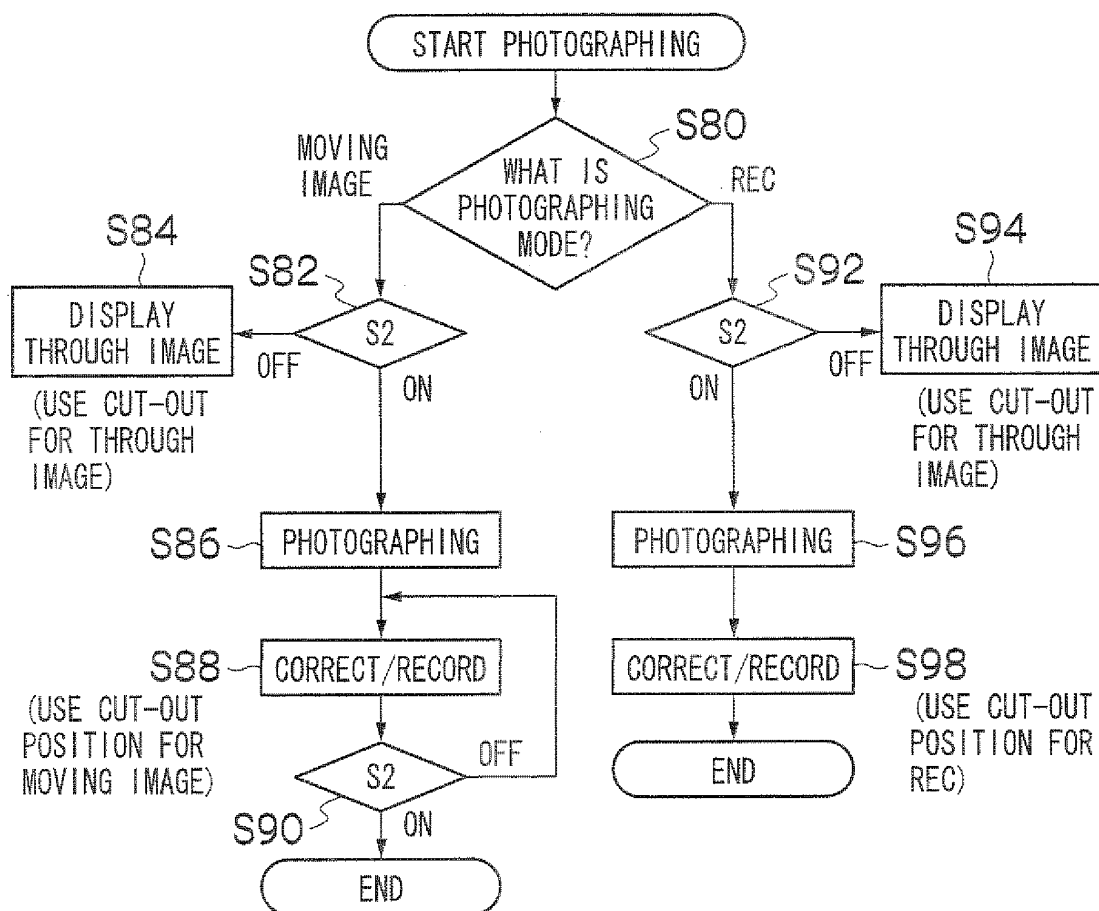 START PHOTOGRAPHING
S80
MOVING
IMAGE
WHAT IS
PHOTOGRAPHING
MODE?
REC
S84
S82
S92
S94
DISPLAY
THROUGH IMAGE
OFF
S2
ON
S2
OFF
ON
DISPLAY
THROUGH IMAGE
(USE CUT-OUT
FOR THROUGH
IMAGE)
(USE CUT-OUT
FOR THROUGH
IMAGE)
S86
PHOTOGRAPHING
PHOTOGRAPHING
S96
S88
CORRECT/RECORD
CORRECT/RECORD
S98
(USE CUT-OUT
POSITION FOR
MOVING IMAGE)
(USE CUT-OUT
POSITION FOR
REC)
S2
OFF
S90
ON
END
END